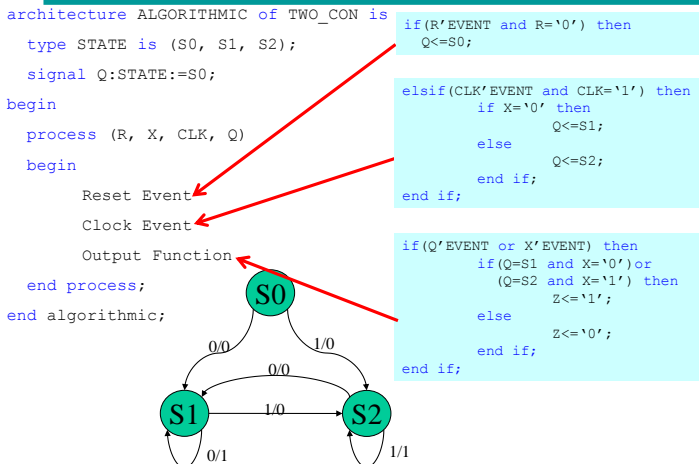 architecture ALGORITHMIC of TWO_CON is
type STATE is (S0, S1, S2);
signal Q:STATE:=S0;
begin
process (R, X, CLK, Q)
begin
Reset Event
Clock Event
Output Function
end process;
end algorithmic;
if(R'EVENT and R=‘0’) then
Q<=S0;
elsif(CLK’EVENT and CLK=‘1’) then
if X=‘0’ then
Q<=S1;
else
Q<=S2;
end if;
end if;
if(Q’EVENT or X’EVENT) then
if(Q=S1 and X=‘0’)or
(Q=S2 and X=‘1’) then
Z<=‘1’;
else
Z<=‘0’;
end if;
end if;
S0
0/0
1/0
0/0
S1
1/0
S2
0/1
1/1